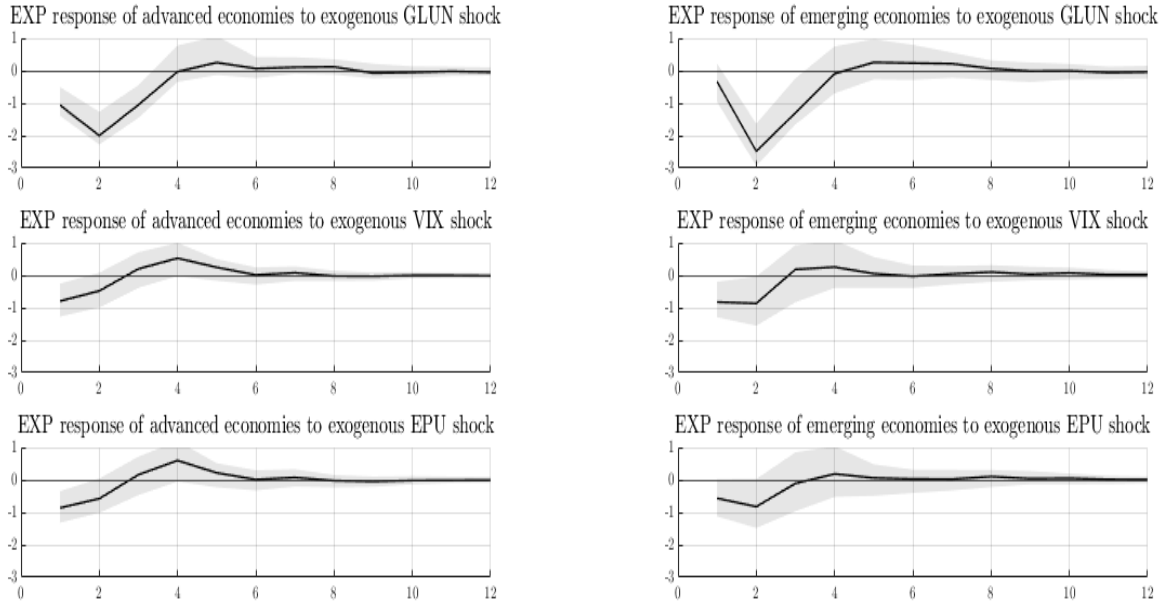 EXP response of advanced economies to exogenous GLUN shock
1
0
-1
-2
-3
0 2 4 6 8 10 12
EXP response of emerging economies to exogenous GLUN shock
1
0
-1
-2
-3
0 2 4 6 8 10 12
EXP response of advanced economies to exogenous VIX shock
1
0
-1
-2
-3
0 2 4 6 8 10 12
EXP response of emerging economies to exogenous VIX shock
1
0
-1
-2
-3
0 2 4 6 8 10 12
EXP response of advanced economies to exogenous EPU shock
1
0
-1
-2
-3
0 2 4 6 8 10 12
EXP response of emerging economies to exogenous EPU shock
1
0
-1
-2
-3
0 2 4 6 8 10 12